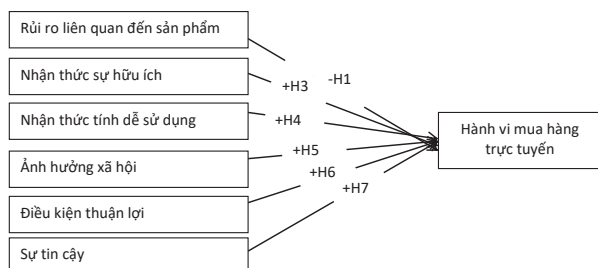 Rủi ro liên quan đến sản phẩm
Nhận thức sự hữu ích
Nhận thức tính dễ sử dụng
Ảnh hưởng xã hội
Điều kiện thuận lợi
Sự tin cậy
-H1
+H3
+H4
+H5
+H6
+H7
Hành vi mua hàng
trực tuyến